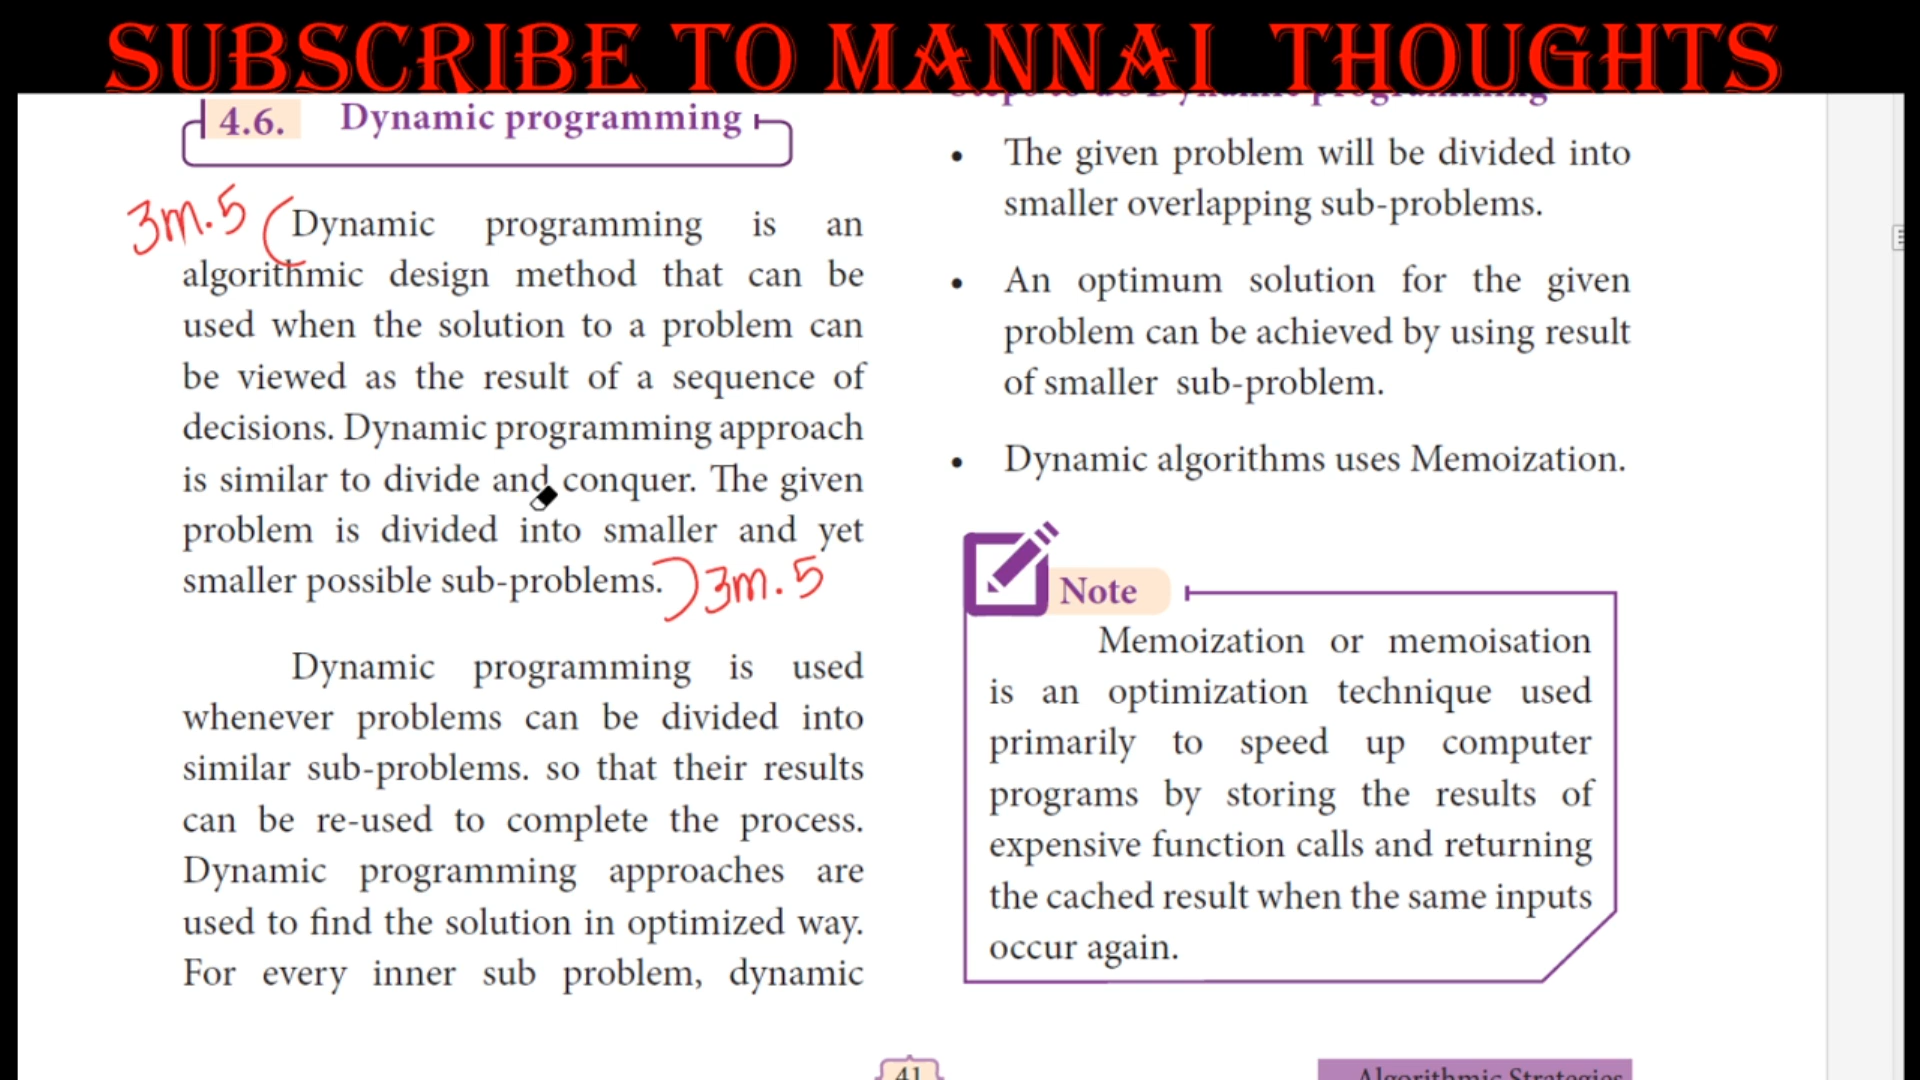 SUBSCRIBE TO MANNAI THOUGHTS
4.6. Dynamic programming
3m.5
Dynamic programming is an
algorithmic design method that can be
used when the solution to a problem can
be viewed as the result of a sequence of
decisions. Dynamic programming approach
is similar to divide and conquer. The given
problem is divided into smaller and yet
smaller possible sub-problems.
3m.5
Dynamic programming is used
whenever problems can be divided into
similar sub-problems. so that their results
can be re-used to complete the process.
Dynamic programming approaches are
used to find the solution in optimized way.
For every inner sub problem, dynamic
Steps to do Dynamic programming
• The given problem will be divided into
smaller overlapping sub-problems.
• An optimum solution for the given
problem can be achieved by using result
of smaller sub-problem.
• Dynamic algorithms uses Memoization.
Note
Memoization or memoisation
is an optimization technique used
primarily to speed up computer
programs by storing the results of
expensive function calls and returning
the cached result when the same inputs
occur again.
41
Algorithmic Strategies